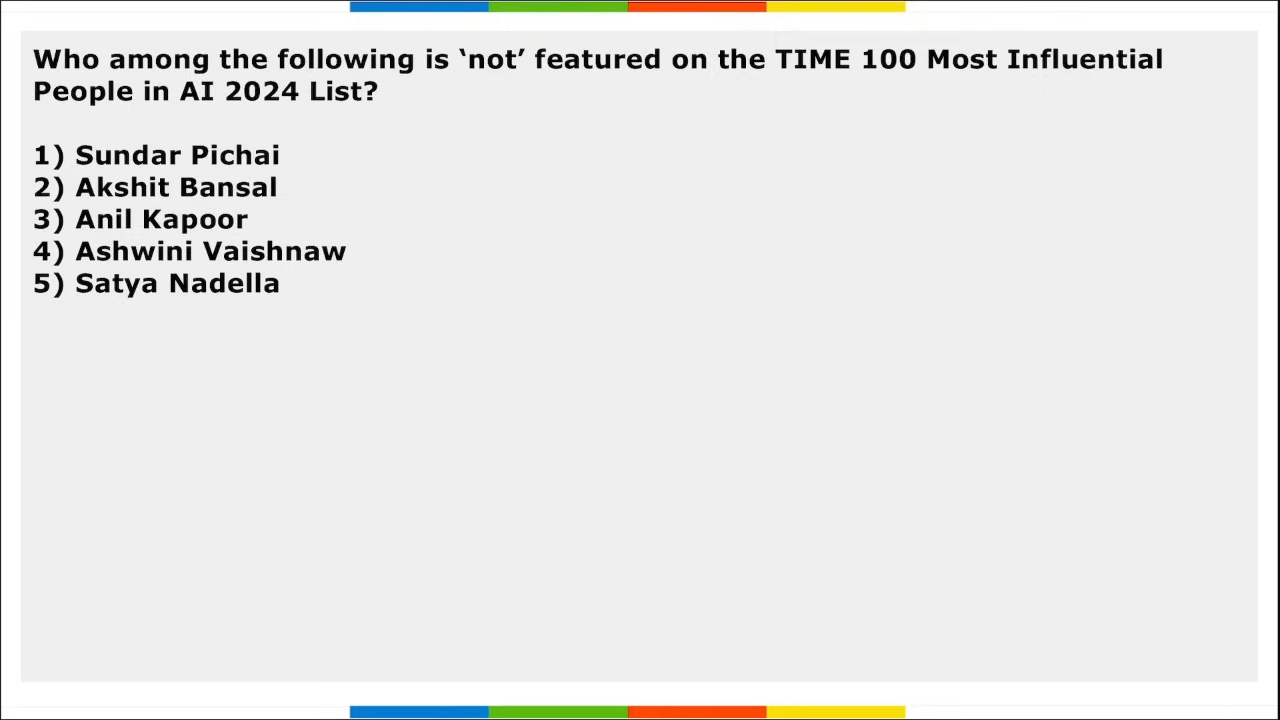 Who among the following is ‘not’ featured on the TIME 100 Most Influential
People in AI 2024 List?
1) Sundar Pichai
2) Akshit Bansal
3) Anil Kapoor
4) Ashwini Vaishnaw
5) Satya Nadella